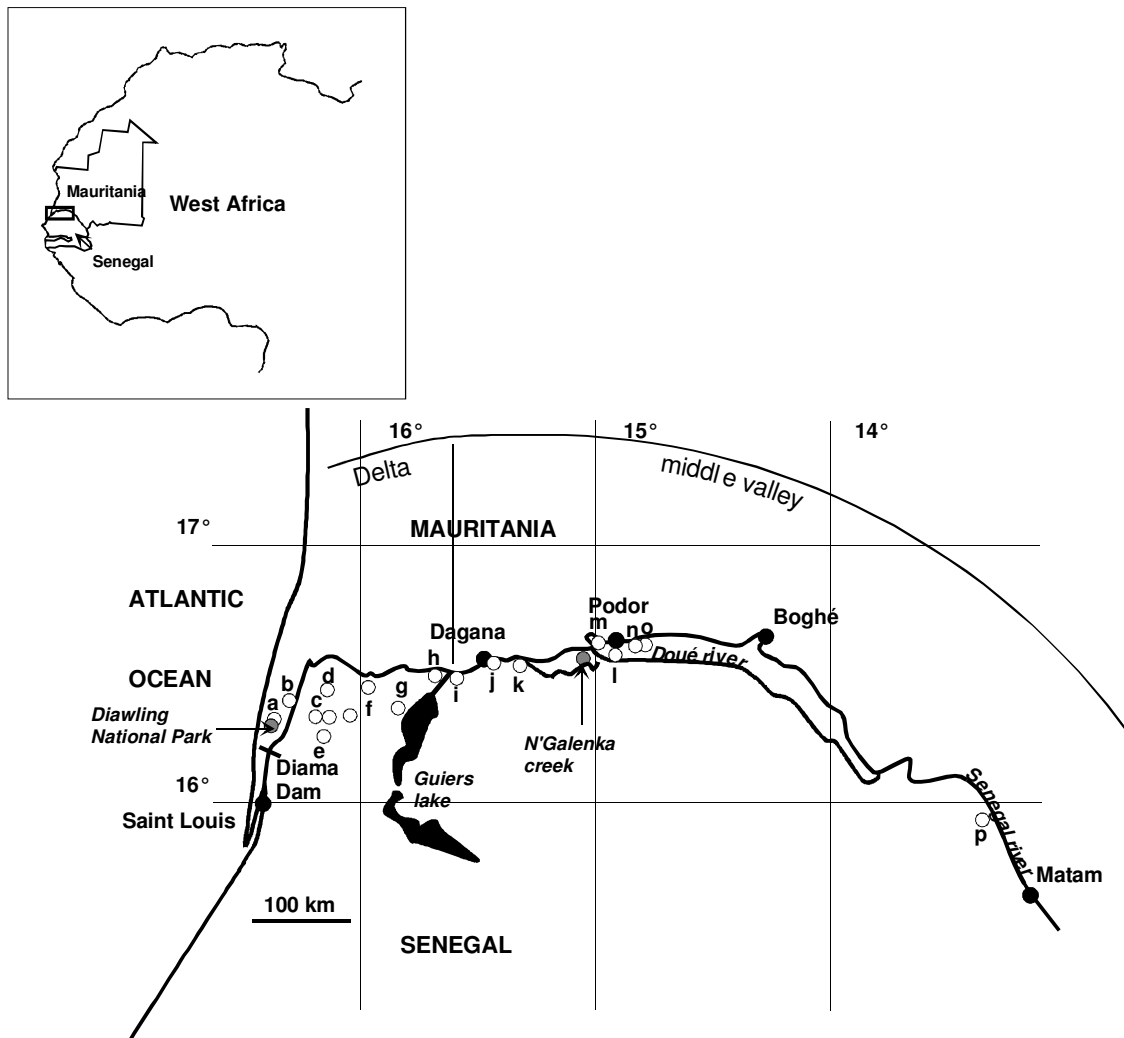 Mauritania
West Africa
Senegal
16°
15°
14°
Delta
middle valley
17°
MAURITANIA
ATLANTIC
OCEAN
Podor
Boghé
Dagana
m
n
o
Doué river
h
l
i
j
k
d
b
g
a
c
f
e
Diawling
National Park
N'Galenka
creek
Diama
Dam
Guiers
lake
16°
Saint Louis
Senegal river
p
Matam
100 km
SENEGAL